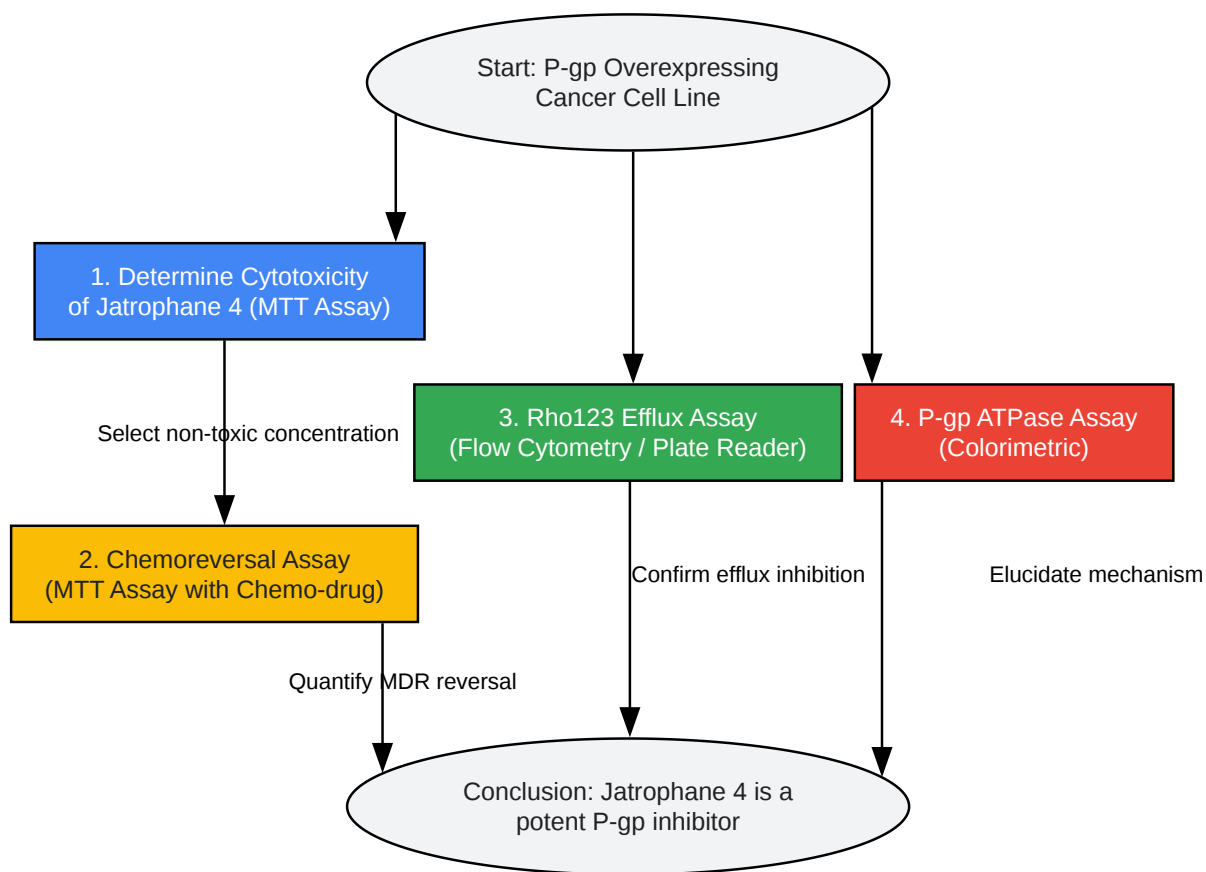 Start: P-gp Overexpressing
Cancer Cell Line
1. Determine Cytotoxicity
of Jatrophane 4 (MTT Assay)
Select non-toxic concentration
3. Rho123 Efflux Assay
(Flow Cytometry / Plate Reader)
4. P-gp ATPase Assay
(Colorimetric)
2. Chemoreversal Assay
(MTT Assay with Chemo-drug)
Confirm efflux inhibition
Elucidate mechanism
Quantify MDR reversal
Conclusion: Jatrophane 4 is a
potent P-gp inhibitor